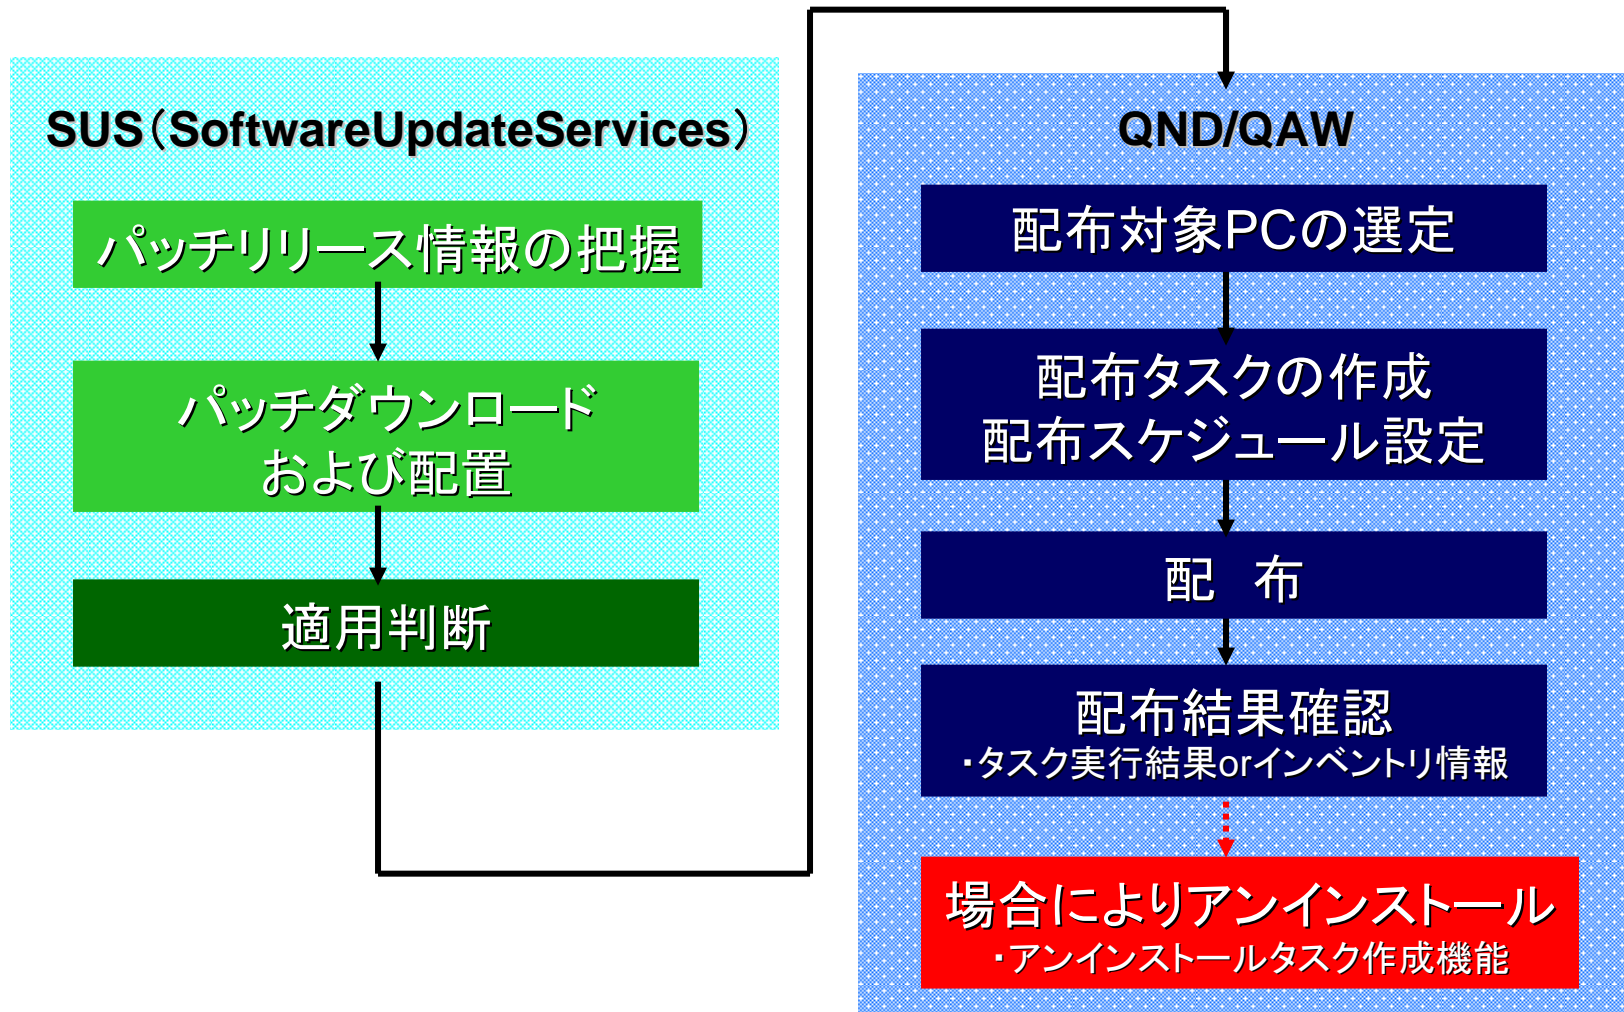 SUS（SoftwareUpdateServices）
パッチリリース情報の把握
パッチダウンロード
および配置
適用判断
QND/QAW
配布対象PCの選定
配布タスクの作成
配布スケジュール設定
配　布
配布結果確認
・タスク実行結果orインベントリ情報
場合によりアンインストール
・アンインストールタスク作成機能